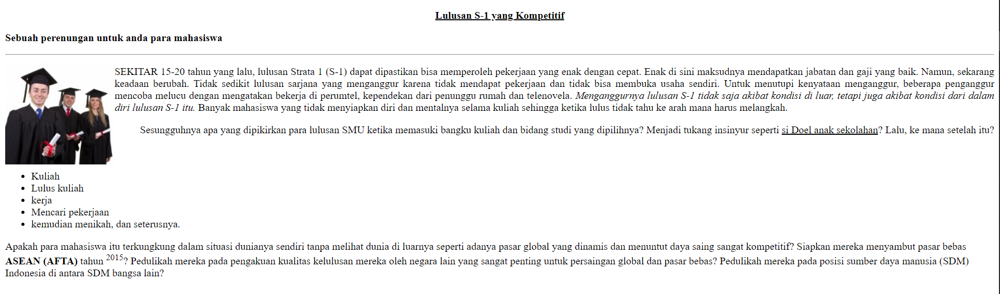 Lulusan S-1 yang Kompetitif
Sebuah perenungan untuk anda para mahasiswa
SEKITAR 15-20 tahun yang lalu, lulusan Strata 1 (S-1) dapat dipastikan bisa memperoleh pekerjaan yang enak dengan cepat. Enak di sini maksudnya mendapatkan jabatan dan gaji yang baik. Namun, sekarang
keadaan berubah. Tidak sedikit lulusan sarjana yang menganggur karena tidak mendapat pekerjaan dan tidak bisa membuka usaha sendiri. Untuk menutupi kenyataan menganggur, beberapa penganggur
mencoba melucu dengan mengatakan bekerja di perumtel, kependekan dari penunggu rumah dan telenovela. Menganggurnya lulusan S-1 tidak saja akibat kondisi di luar, tetapi juga akibat kondisi dari dalam
diri lulusan S-1 itu. Banyak mahasiswa yang tidak menyiapkan diri dan mentalnya selama kuliah sehingga ketika lulus tidak tahu ke arah mana harus melangkah.
Sesungguhnya apa yang dipikirkan para lulusan SMU ketika memasuki bangku kuliah dan bidang studi yang dipilihnya? Menjadi tukang insinyur seperti si Doel anak sekolahan? Lalu, ke mana setelah itu?
• Kuliah
• Lulus kuliah
• kerja
• Mencari pekerjaan
• kemudian menikah, dan seterusnya.
Apakah para mahasiswa itu terkungkung dalam situasi dunianya sendiri tanpa melihat dunia di luarnya seperti adanya pasar global yang dinamis dan menuntut daya saing sangat kompetitif? Siapkan mereka menyambut pasar bebas
ASEAN (AFTA) tahun 2015? Pedulikah mereka pada pengakuan kualitas kelulusan mereka oleh negara lain yang sangat penting untuk persaingan global dan pasar bebas? Pedulikah mereka pada posisi sumber daya manusia (SDM)
Indonesia di antara SDM bangsa lain?